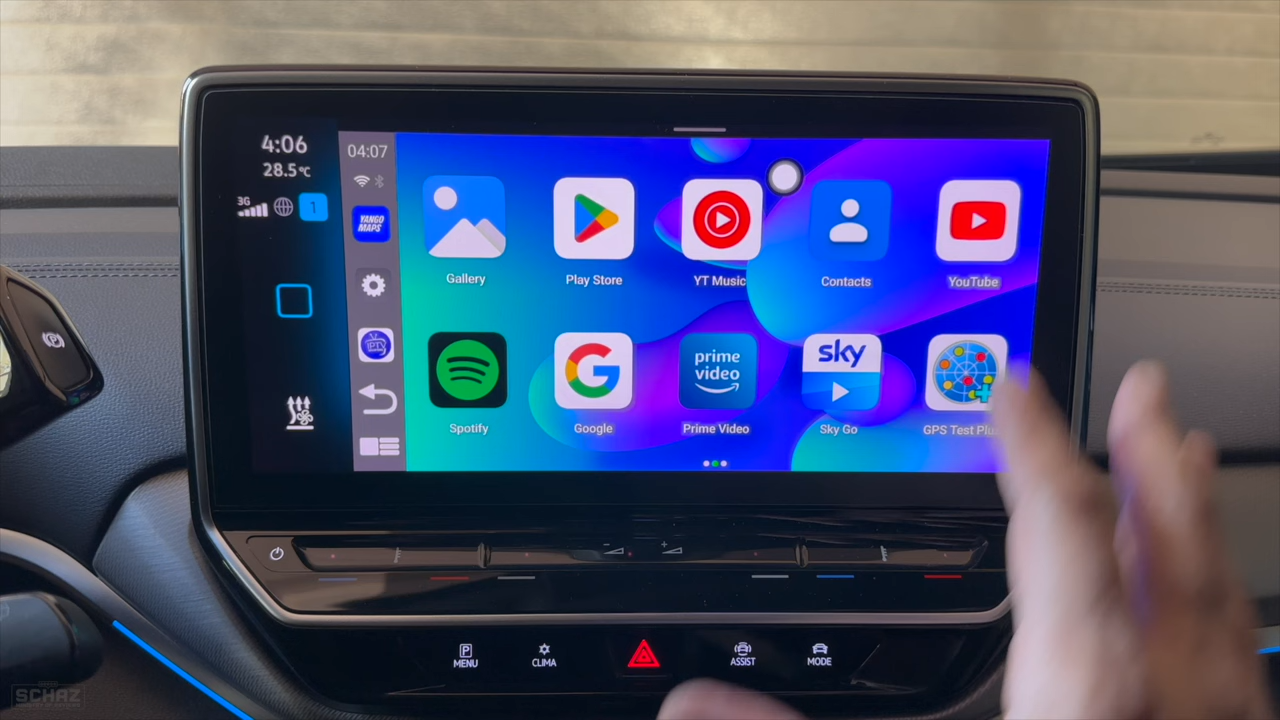 4:06
28.5°C
3G
1
04:07
YANGO
MAPS
IPTV
Gallery
Play Store
YT Music
Contacts
YouTube
Spotify
G
Google
prime
video
Prime Video
sky
Sky Go
GPS Test Plus
P
MENU
CLIMA
ASSIST
MODE
SCHAZ